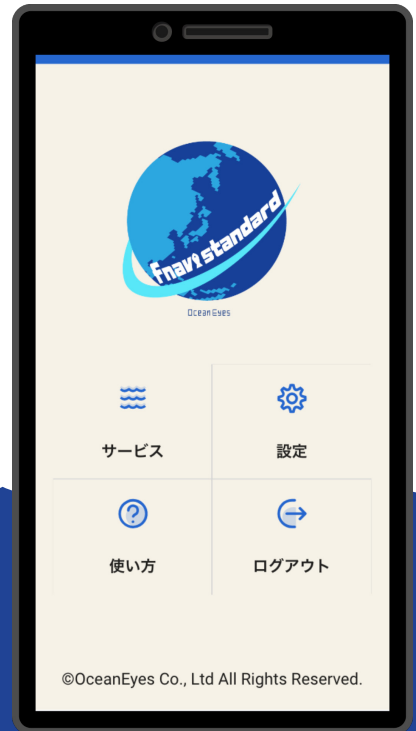 fnavi standard
OceanEyes
サービス
設定
使い方
ログアウト
©OceanEyes Co., Ltd All Rights Reserved.